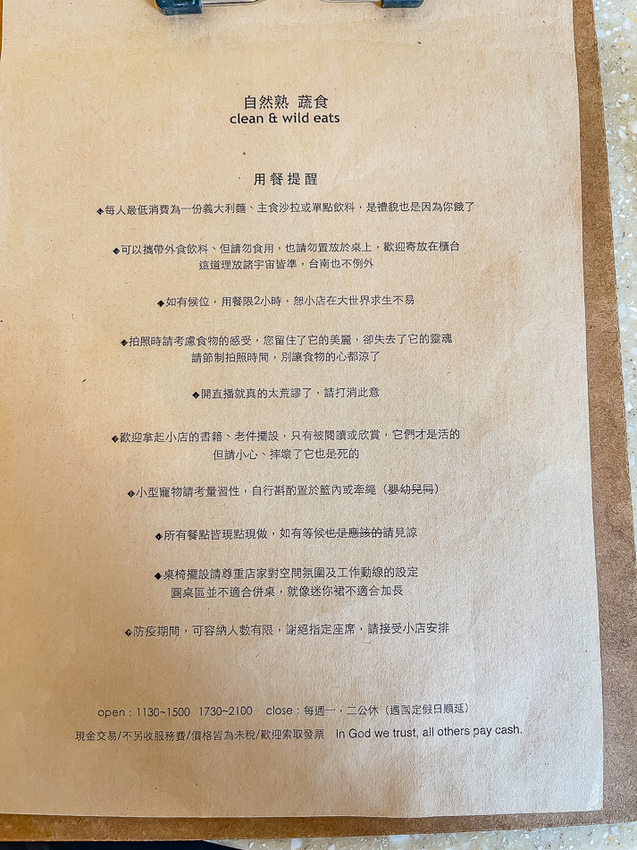 自然熟 蔬食
clean & wild eats
用餐提醒
◆每人最低消費為一份義大利麵、主食沙拉或單點飲料，是禮貌也是因為你餓了
◆可以攜帶外食飲料、但請勿食用，也請勿置放於桌上，歡迎寄放在櫃台
這道理放諸宇宙皆準，台南也不例外
◆如有候位，用餐限2小時，恕小店在大世界求生不易
◆拍照時請考慮食物的感受，您留住了它的美麗，卻失去了它的靈魂
請節制拍照時間，別讓食物的心都涼了
◆開直播就真的太荒謬了，請打消此意
◆歡迎拿起小店的書籍、老件擺設，只有被閱讀或欣賞，它們才是活的
但請小心、摔壞了它也是死的
◆小型寵物請考量習性，自行斟酌置於籃內或牽繩（嬰幼兒同）
◆所有餐點皆現點現做，如有等候也是應該的請見諒
◆桌椅擺設請尊重店家對空間氛圍及工作動線的設定
圓桌區並不適合併桌，就像迷你裙不適合加長
◆防疫期間，可容納人數有限，謝絕指定座席，請接受小店安排
open：1130~1500 1730~2100 close：每週一，二公休（遇國定假日順延）
現金交易/不另收服務費/價格皆為未稅/歡迎索取發票 In God we trust, all others pay cash.